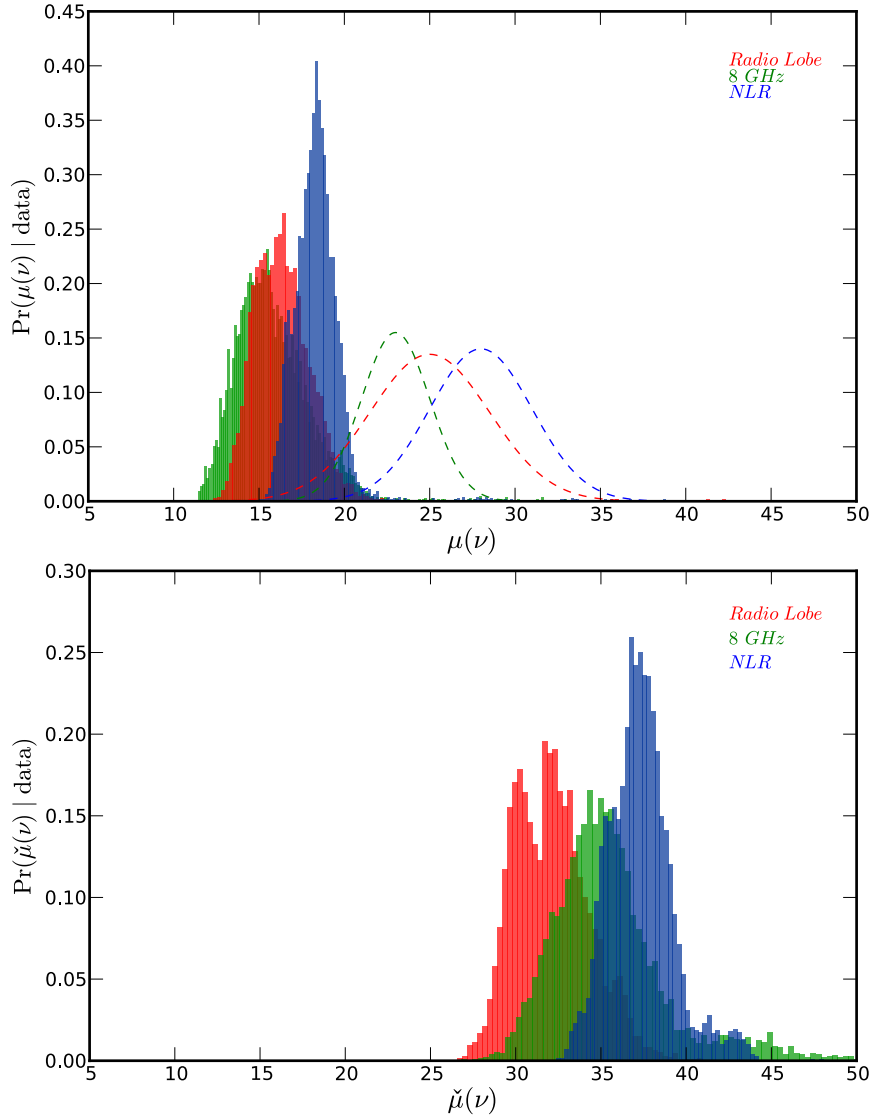 0.45
0.40
0.35
0.30
0.25
0.20
0.15
0.10
0.05
0.00
Pr(μ(ν) | data)
Radio Lobe
8 GHz
NLR
5 10 15 20 25 30 35 40 45 50
μ(ν)
0.30
0.25
0.20
0.15
0.10
0.05
0.00
Pr(μ̌(ν) | data)
Radio Lobe
8 GHz
NLR
5 10 15 20 25 30 35 40 45 50
μ̌(ν)